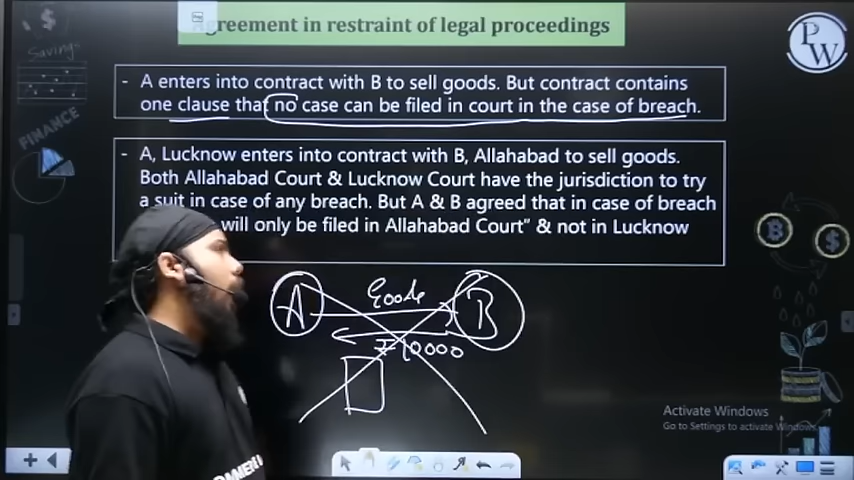 Agreement in restraint of legal proceedings
PW
Savings
FINANCE
- A enters into contract with B to sell goods. But contract contains
one clause that no case can be filed in court in the case of breach.
- A, Lucknow enters into contract with B, Allahabad to sell goods.
Both Allahabad Court & Lucknow Court have the jurisdiction to try
a suit in case of any breach. But A & B agreed that in case of breach
will only be filed in Allahabad Court" & not in Lucknow
A
Goods
B
₹10000
Activate Windows
Go to Settings to activate Windows.